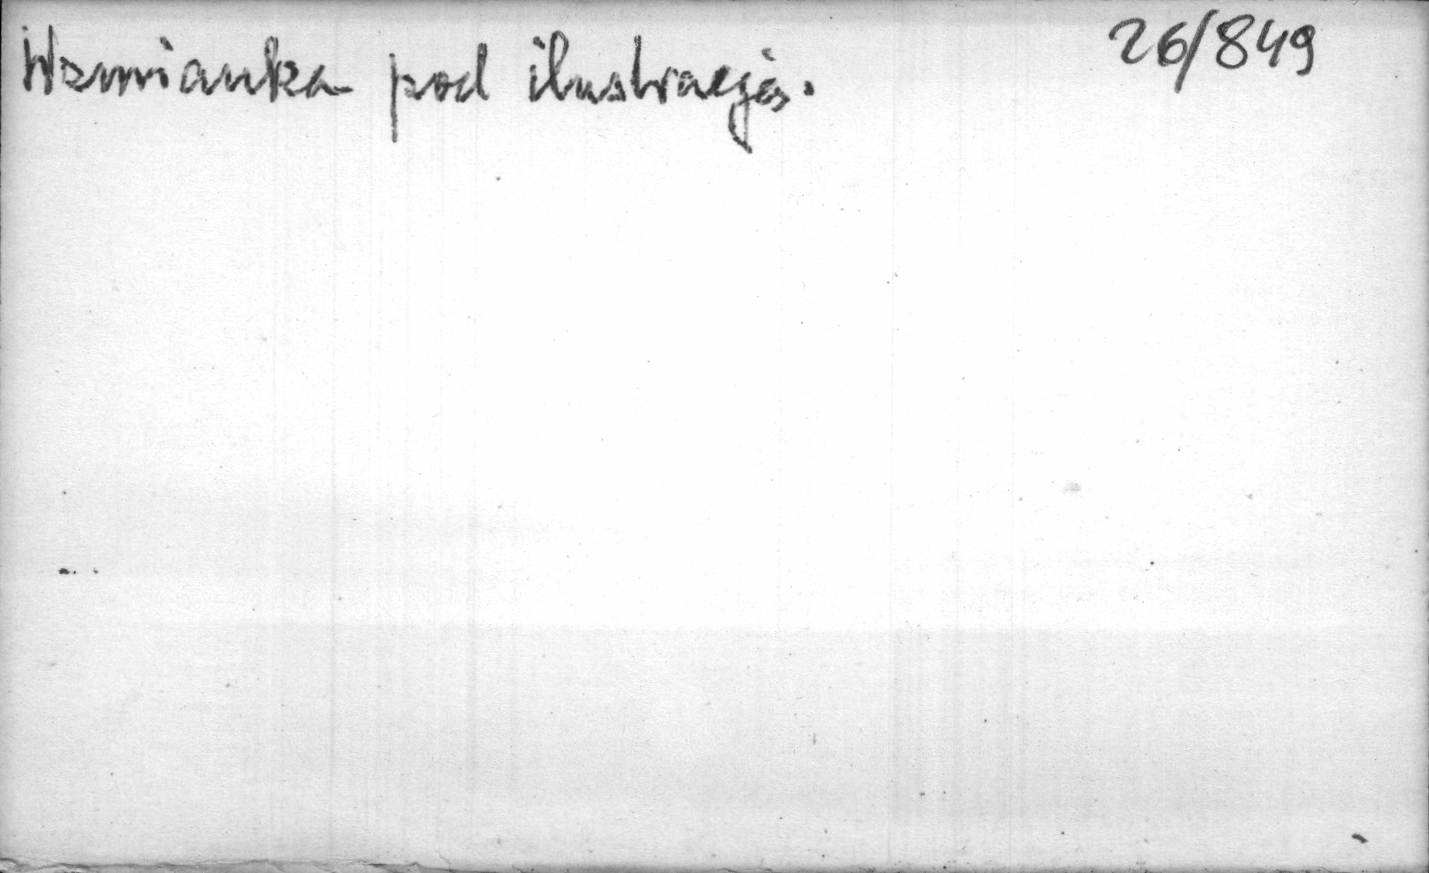 Wzmianka pod ilustracją. 26/849